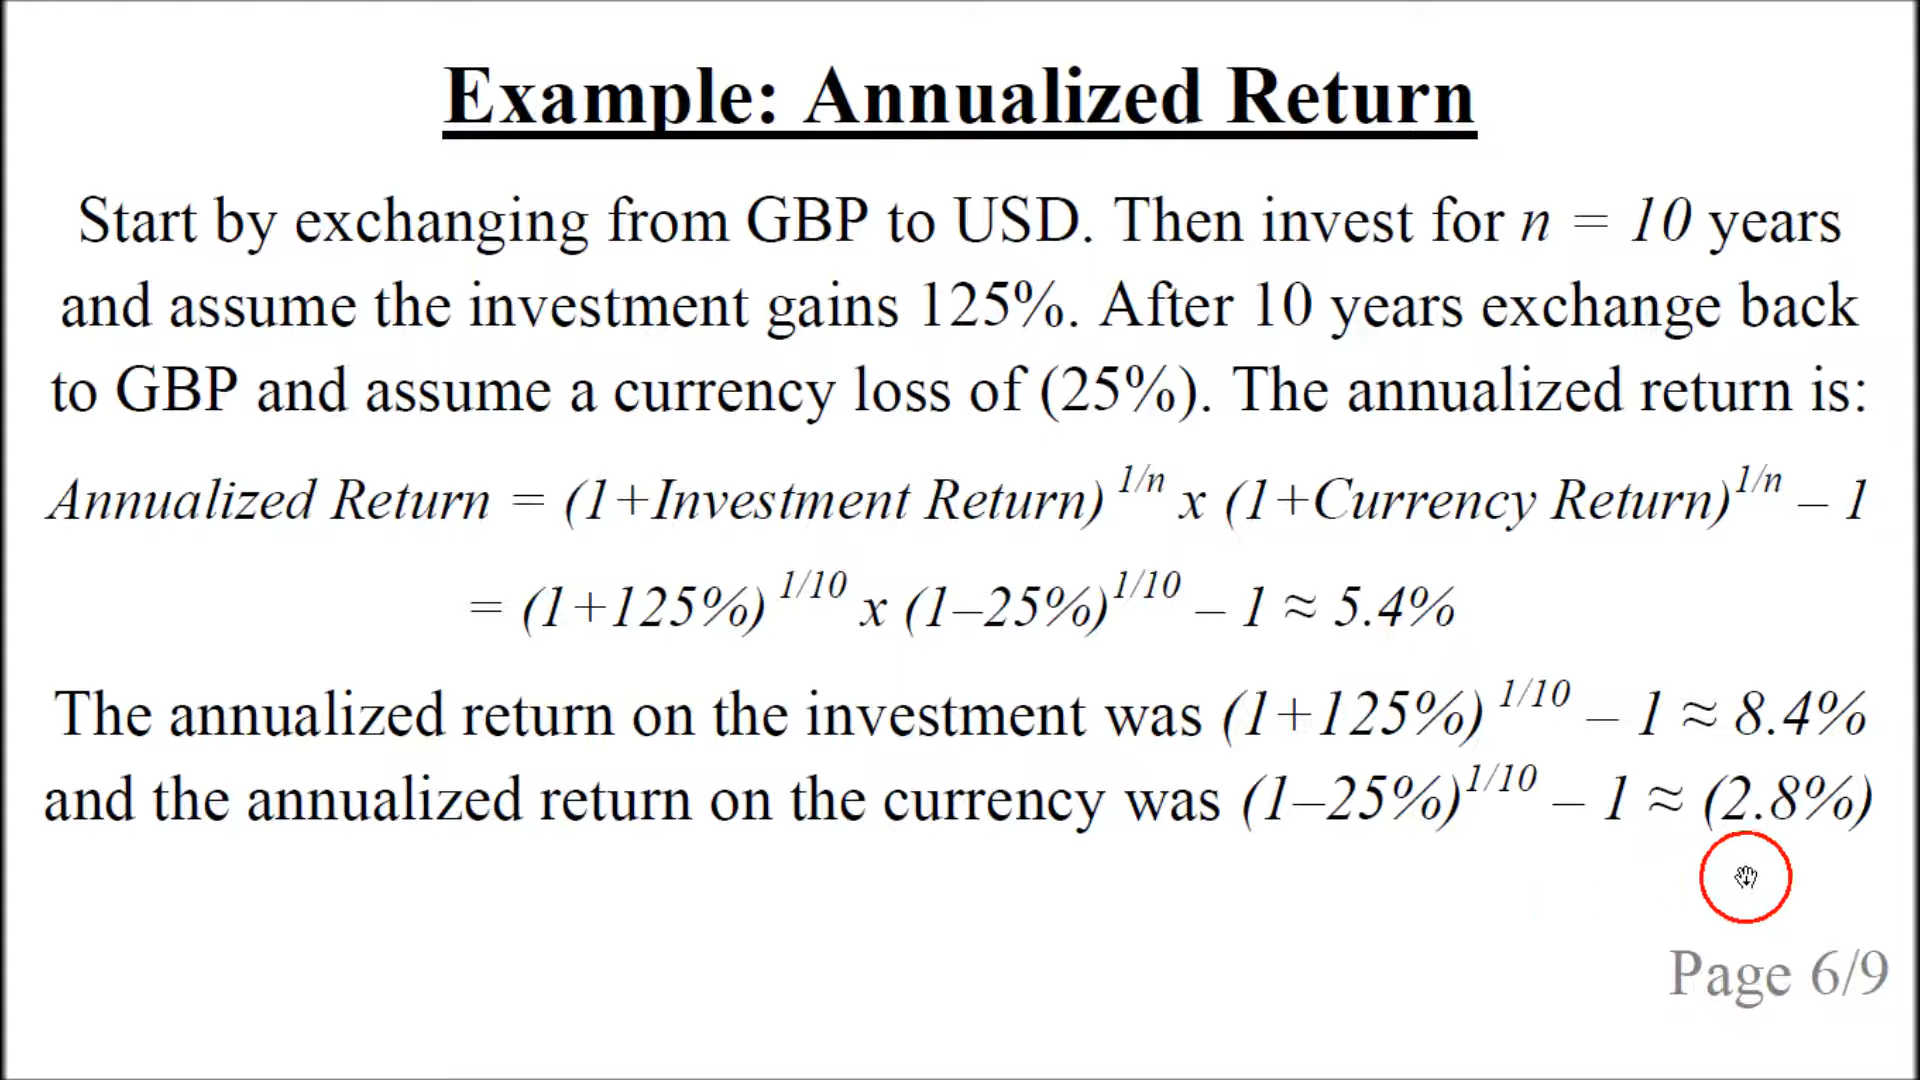 Example: Annualized Return
Start by exchanging from GBP to USD. Then invest for n = 10 years
and assume the investment gains 125%. After 10 years exchange back
to GBP and assume a currency loss of (25%). The annualized return is:
Annualized Return = (1+Investment Return) ^1/n x (1+Currency Return)^1/n – 1
= (1+125%) ^1/10 x (1–25%)^1/10 – 1 ≈ 5.4%
The annualized return on the investment was (1+125%) ^1/10 – 1 ≈ 8.4%
and the annualized return on the currency was (1–25%)^1/10 – 1 ≈ (2.8%)
Page 6/9